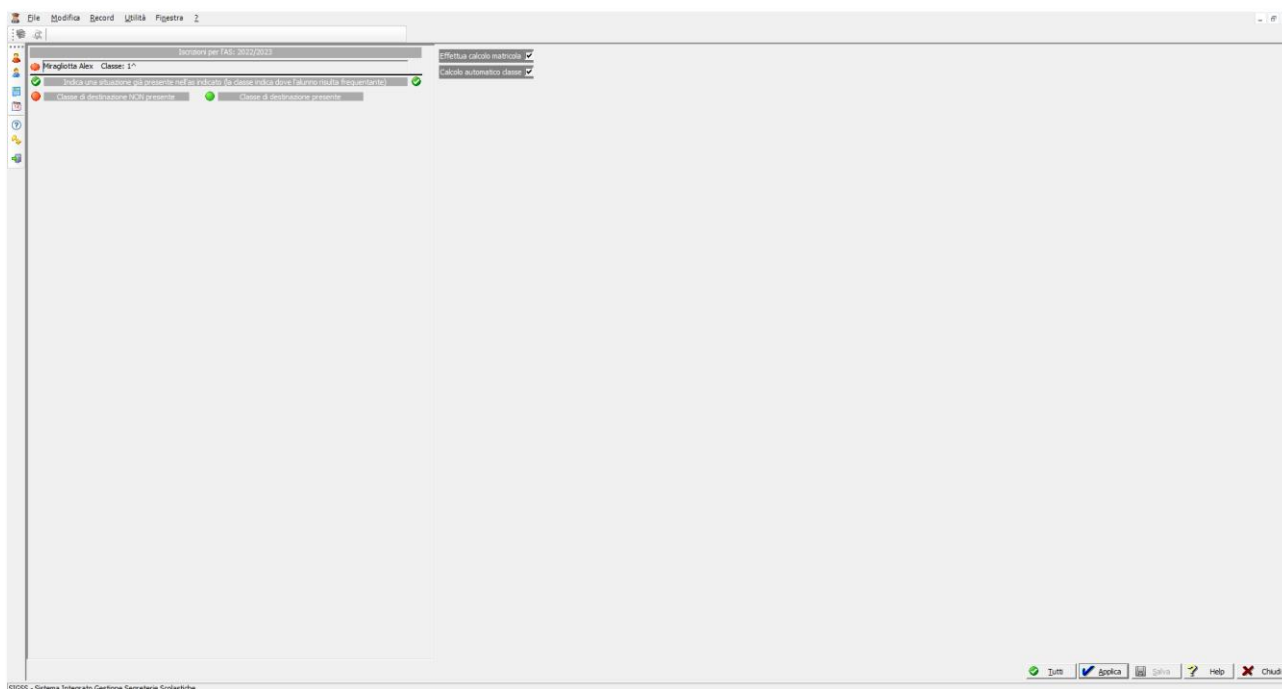 File Modifica Record Utilità Finestra ?
Iscrizioni per l'AS: 2022/2023
Miragliotta Alex Classe: 1^
Indica una situazione già presente nell'as indicato (la classe indica dove l'alunno risulta frequentante)
Classe di destinazione NON presente Classe di destinazione presente
Effettua calcolo matricola
Calcolo automatico classe
Tutti Applica Salva Help Chiudi
SIGSS - Sistema Integrato Gestione Segreterie Scolastiche